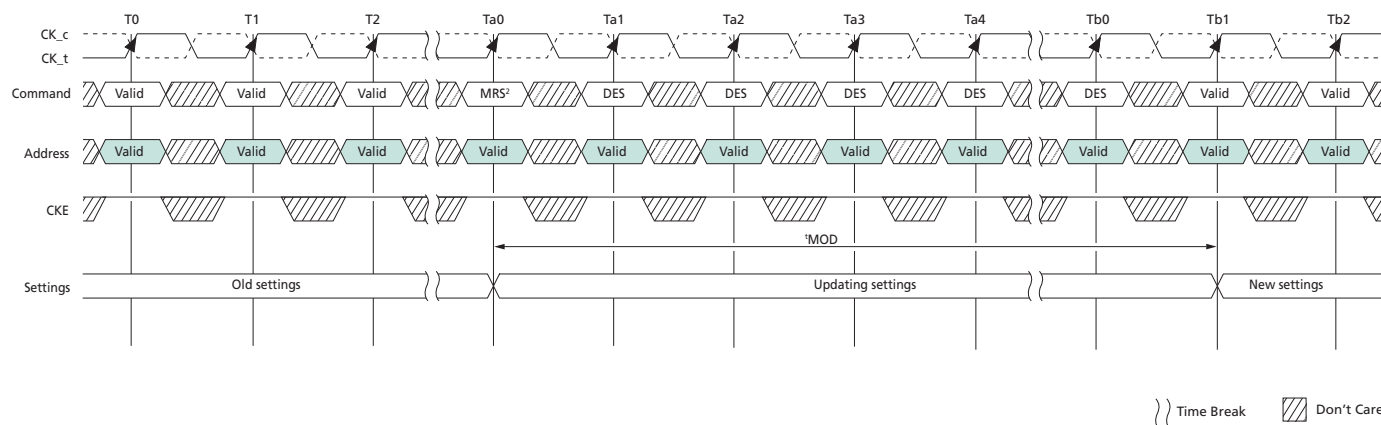 T0 T1 T2 Ta0 Ta1 Ta2 Ta3 Ta4 Tb0 Tb1 Tb2
CK_c
CK_t
Command Valid Valid Valid MRS² DES DES DES DES DES Valid Valid
Address Valid Valid Valid Valid Valid Valid Valid Valid Valid Valid Valid
CKE
tMOD
Settings Old settings Updating settings New settings
Time Break Don't Care